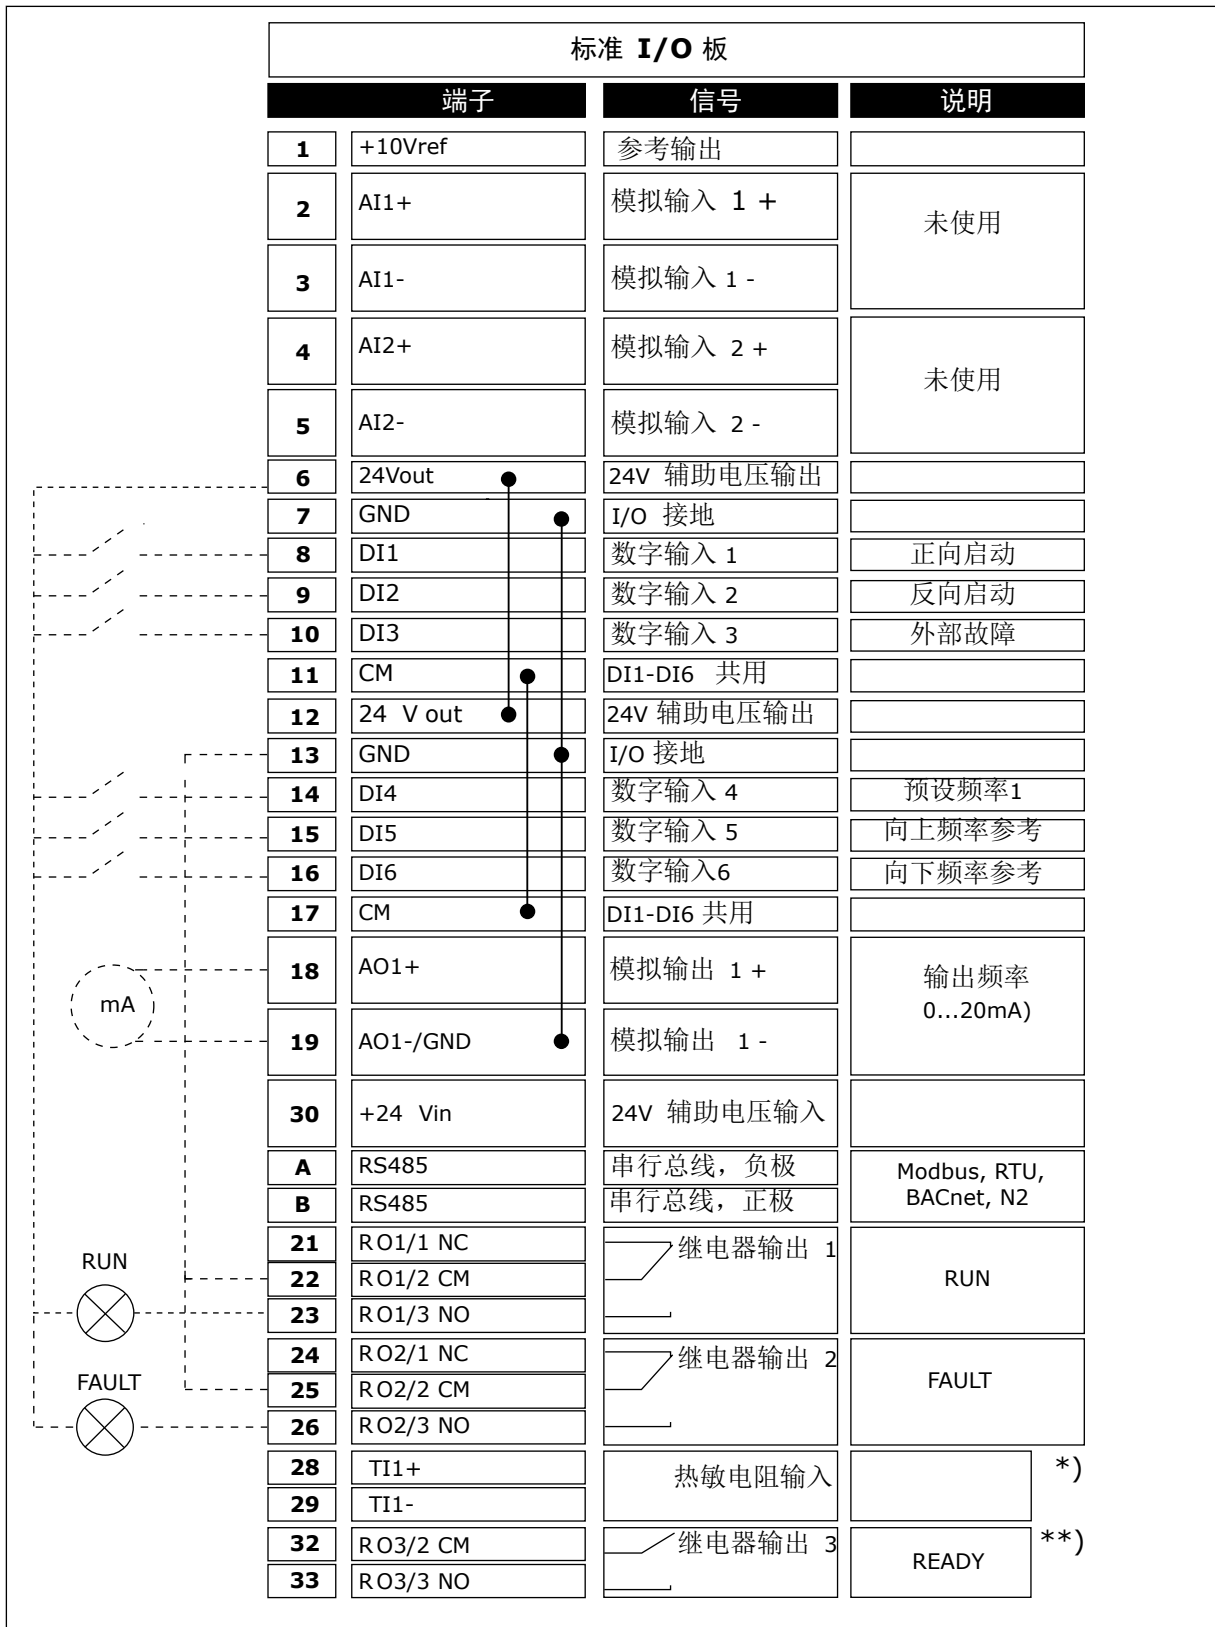 标准 I/O 板
端子 信号 说明
1 +10Vref 参考输出
2 AI1+ 模拟输入 1 +
未使用
3 AI1- 模拟输入 1 -
4 AI2+ 模拟输入 2 +
未使用
5 AI2- 模拟输入 2 -
6 24Vout 24V 辅助电压输出
7 GND I/O 接地
8 DI1 数字输入 1 正向启动
9 DI2 数字输入 2 反向启动
10 DI3 数字输入 3 外部故障
11 CM DI1-DI6 共用
12 24 V out 24V 辅助电压输出
13 GND I/O 接地
14 DI4 数字输入 4 预设频率1
15 DI5 数字输入 5 向上频率参考
16 DI6 数字输入6 向下频率参考
17 CM DI1-DI6 共用
18 AO1+ 模拟输出 1 +
输出频率
0...20mA)
mA
19 AO1-/GND 模拟输出 1 -
30 +24 Vin 24V 辅助电压输入
A RS485 串行总线，负极
Modbus, RTU,
BACnet, N2
B RS485 串行总线，正极
21 RO1/1 NC 继电器输出 1
RUN
22 RO1/2 CM RUN
23 RO1/3 NO
24 RO2/1 NC 继电器输出 2
FAULT
25 RO2/2 CM FAULT
26 RO2/3 NO
28 TI1+ 热敏电阻输入 *)
29 TI1-
32 RO3/2 CM 继电器输出 3 READY **)
33 RO3/3 NO